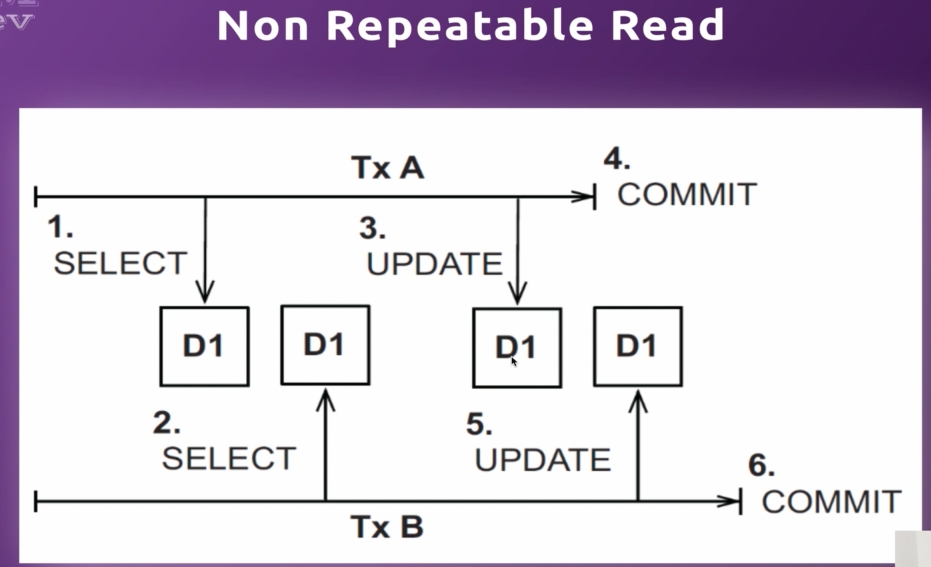 Non Repeatable Read
Tx A
4.
COMMIT
1.
SELECT
3.
UPDATE
D1
D1
D1
D1
2.
SELECT
5.
UPDATE
6.
COMMIT
Tx B